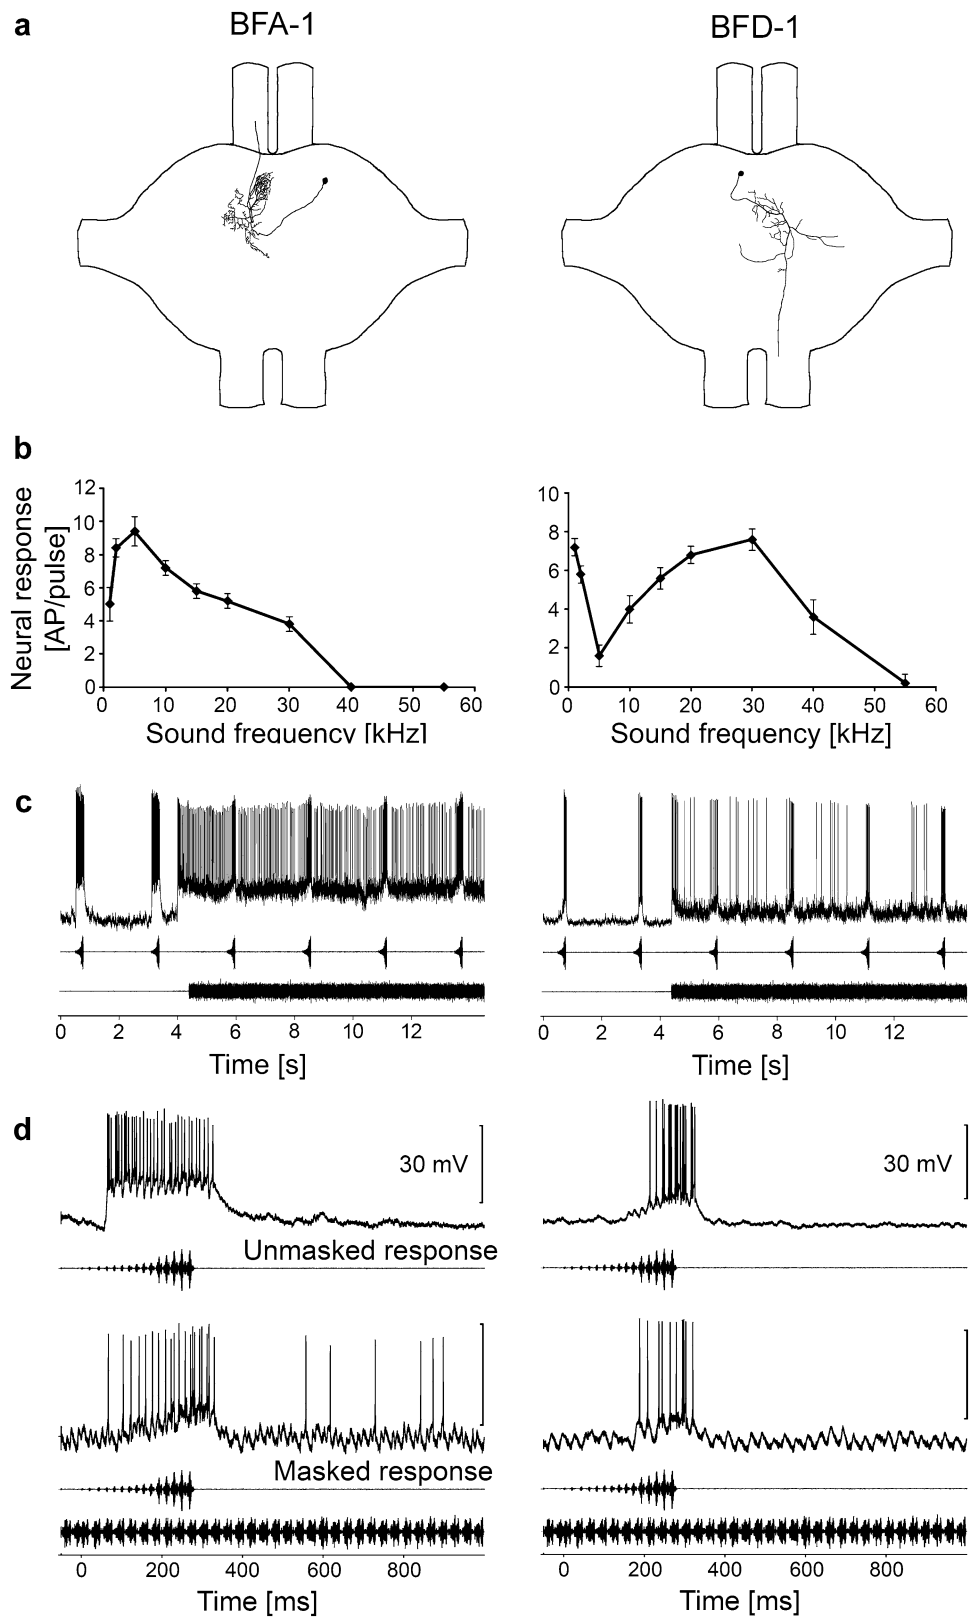 a
BFA-1
BFD-1
b
Neural response
[AP/pulse]
12
10
8
6
4
2
0
0 10 20 30 40 50 60
Sound frequency [kHz]
10
8
6
4
2
0
0 10 20 30 40 50 60
Sound frequency [kHz]
c
0 2 4 6 8 10 12
Time [s]
0 2 4 6 8 10 12
Time [s]
d
30 mV
30 mV
Unmasked response
Masked response
0 200 400 600 800
Time [ms]
0 200 400 600 800
Time [ms]